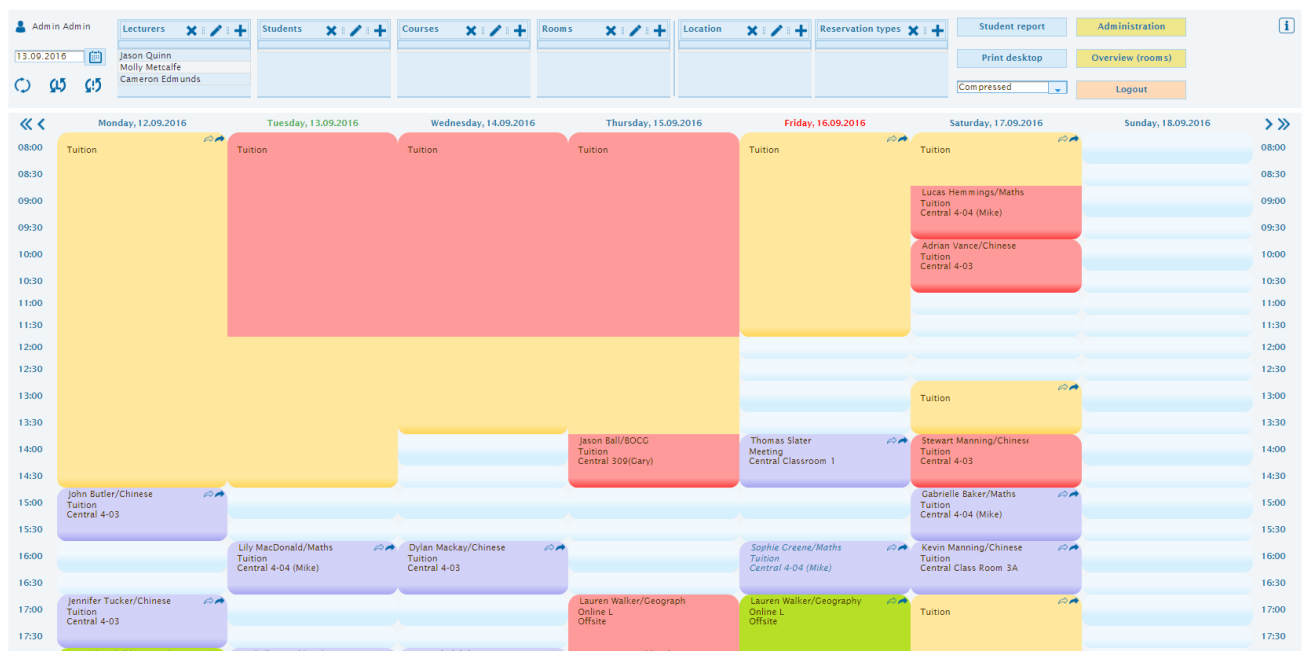 Admin Admin
13.09.2016
Lecturers
Jason Quinn
Molly Metcalfe
Cameron Edmunds
Students
Courses
Rooms
Location
Reservation types
Student report
Administration
Print desktop
Overview (rooms)
Compressed
Logout
Monday, 12.09.2016
Tuesday, 13.09.2016
Wednesday, 14.09.2016
Thursday, 15.09.2016
Friday, 16.09.2016
Saturday, 17.09.2016
Sunday, 18.09.2016
08:00
08:30
09:00
09:30
10:00
10:30
11:00
11:30
12:00
12:30
13:00
13:30
14:00
14:30
15:00
15:30
16:00
16:30
17:00
17:30
Tuition
John Butler/Chinese
Tuition
Central 4-03
Jennifer Tucker/Chinese
Tuition
Central 4-03
Tuition
Lily MacDonald/Maths
Tuition
Central 4-04 (Mike)
Tuition
Dylan Mackay/Chinese
Tuition
Central 4-03
Tuition
Jason Ball/BOCG
Tuition
Central 309(Gary)
Lauren Walker/Geograph
Online L
Offsite
Tuition
Thomas Slater
Meeting
Central Classroom 1
Sophie Greene/Maths
Tuition
Central 4-04 (Mike)
Lauren Walker/Geography
Online L
Offsite
Tuition
Lucas Hemmings/Maths
Tuition
Central 4-04 (Mike)
Adrian Vance/Chinese
Tuition
Central 4-03
Tuition
Stewart Manning/Chinese
Tuition
Central 4-03
Gabrielle Baker/Maths
Tuition
Central 4-04 (Mike)
Kevin Manning/Chinese
Tuition
Central Class Room 3A
Tuition
08:00
08:30
09:00
09:30
10:00
10:30
11:00
11:30
12:00
12:30
13:00
13:30
14:00
14:30
15:00
15:30
16:00
16:30
17:00
17:30